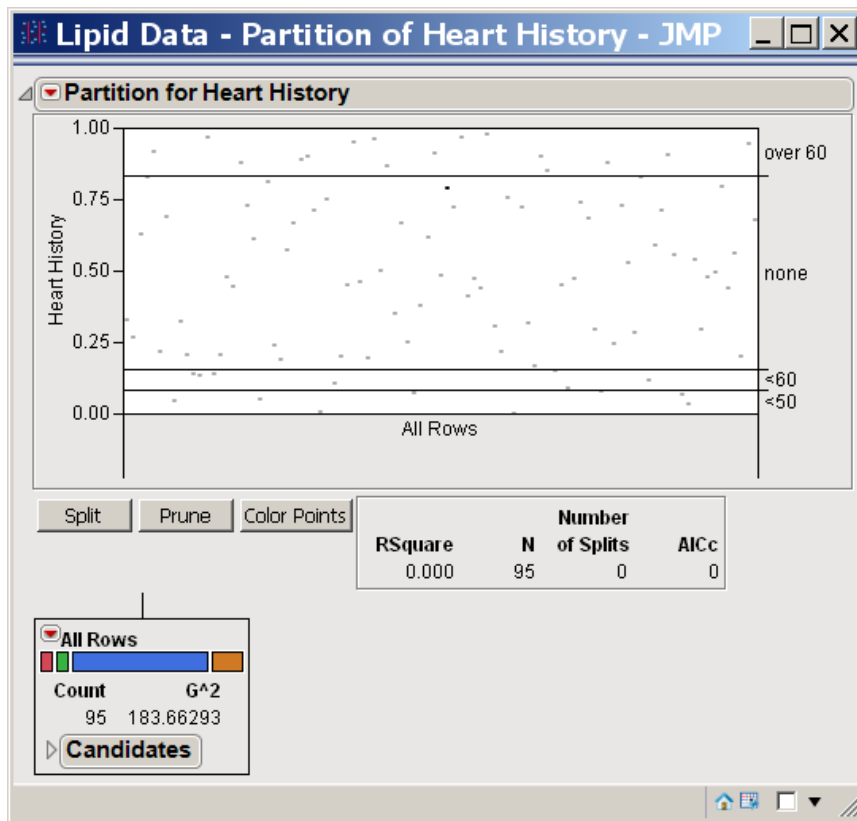 Lipid Data - Partition of Heart History - JMP
Partition for Heart History
1.00
over 60
0.75
Heart History
0.50
none
0.25
<60
<50
0.00
All Rows
Split Prune Color Points
Number
RSquare N of Splits AICc
0.000 95 0 0
All Rows
Count G^2
95 183.66293
Candidates